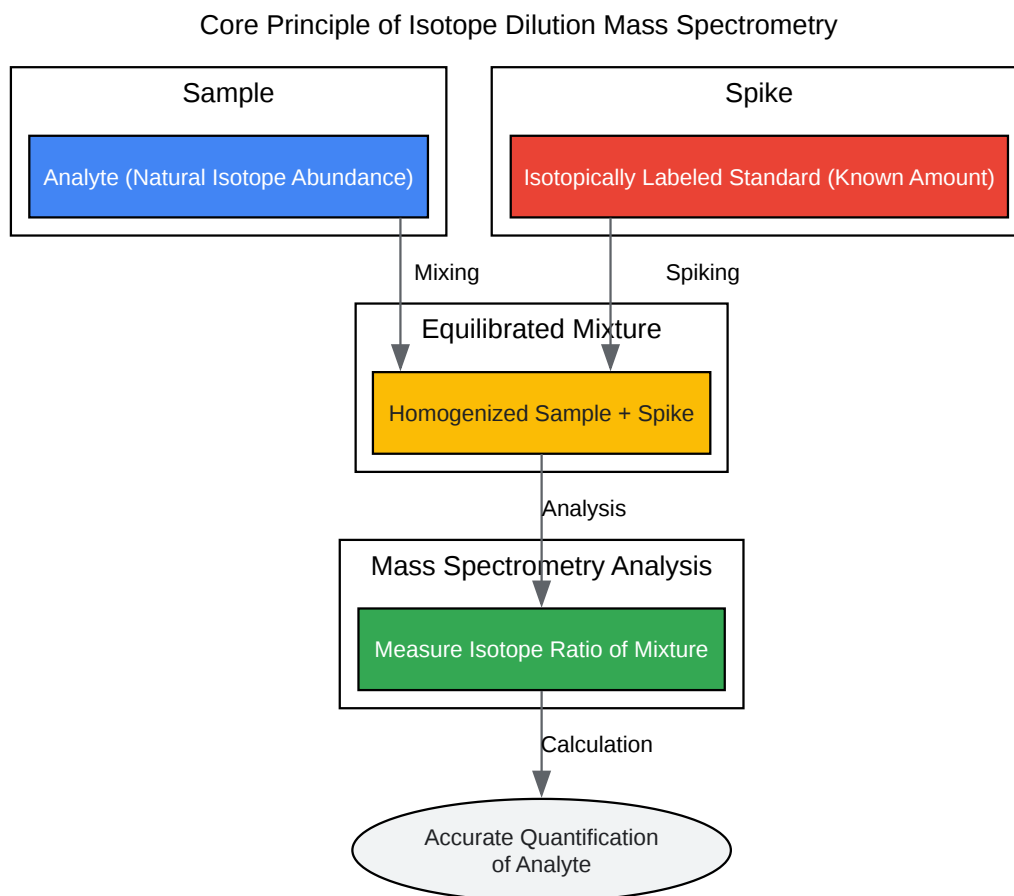 Core Principle of Isotope Dilution Mass Spectrometry
Sample
Spike
Analyte (Natural Isotope Abundance)
Isotopically Labeled Standard (Known Amount)
Mixing
Spiking
Equilibrated Mixture
Homogenized Sample + Spike
Analysis
Mass Spectrometry Analysis
Measure Isotope Ratio of Mixture
Calculation
Accurate Quantification
of Analyte